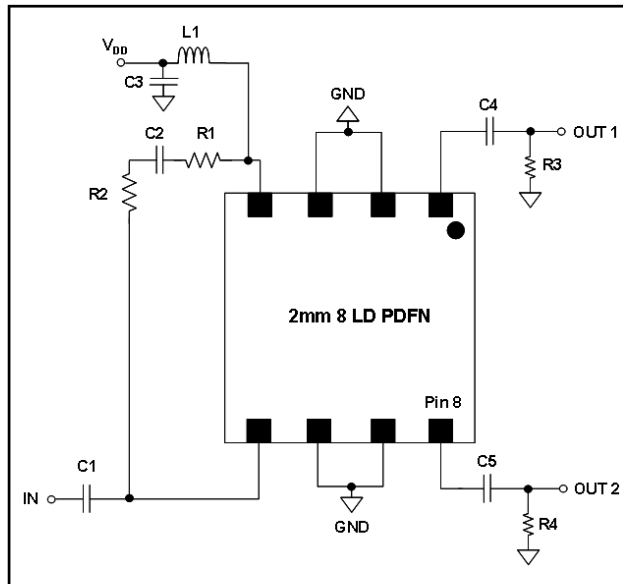 L1
VDD
C3
GND
C4
OUT 1
C2
R1
R3
R2
2mm 8 LD PDFN
Pin 8
C1
C5
IN
OUT 2
GND
R4